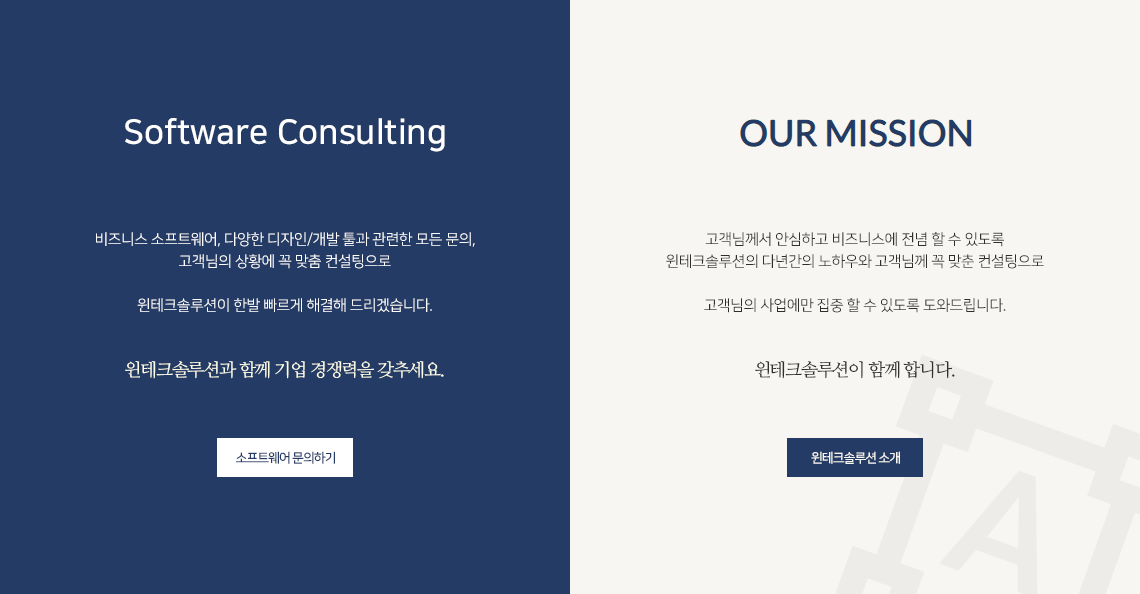 Software Consulting
비즈니스 소프트웨어, 다양한 디자인/개발 툴과 관련한 모든 문의,
고객님의 상황에 꼭 맞춤 컨설팅으로
윈테크솔루션이 한발 빠르게 해결해 드리겠습니다.
윈테크솔루션과 함께 기업 경쟁력을 갖추세요.
소프트웨어 문의하기
OUR MISSION
고객님께서 안심하고 비즈니스에 전념 할 수 있도록
윈테크솔루션의 다년간의 노하우와 고객님께 꼭 맞춘 컨설팅으로
고객님의 사업에만 집중 할 수 있도록 도와드립니다.
윈테크솔루션이 함께 합니다.
윈테크솔루션 소개
A